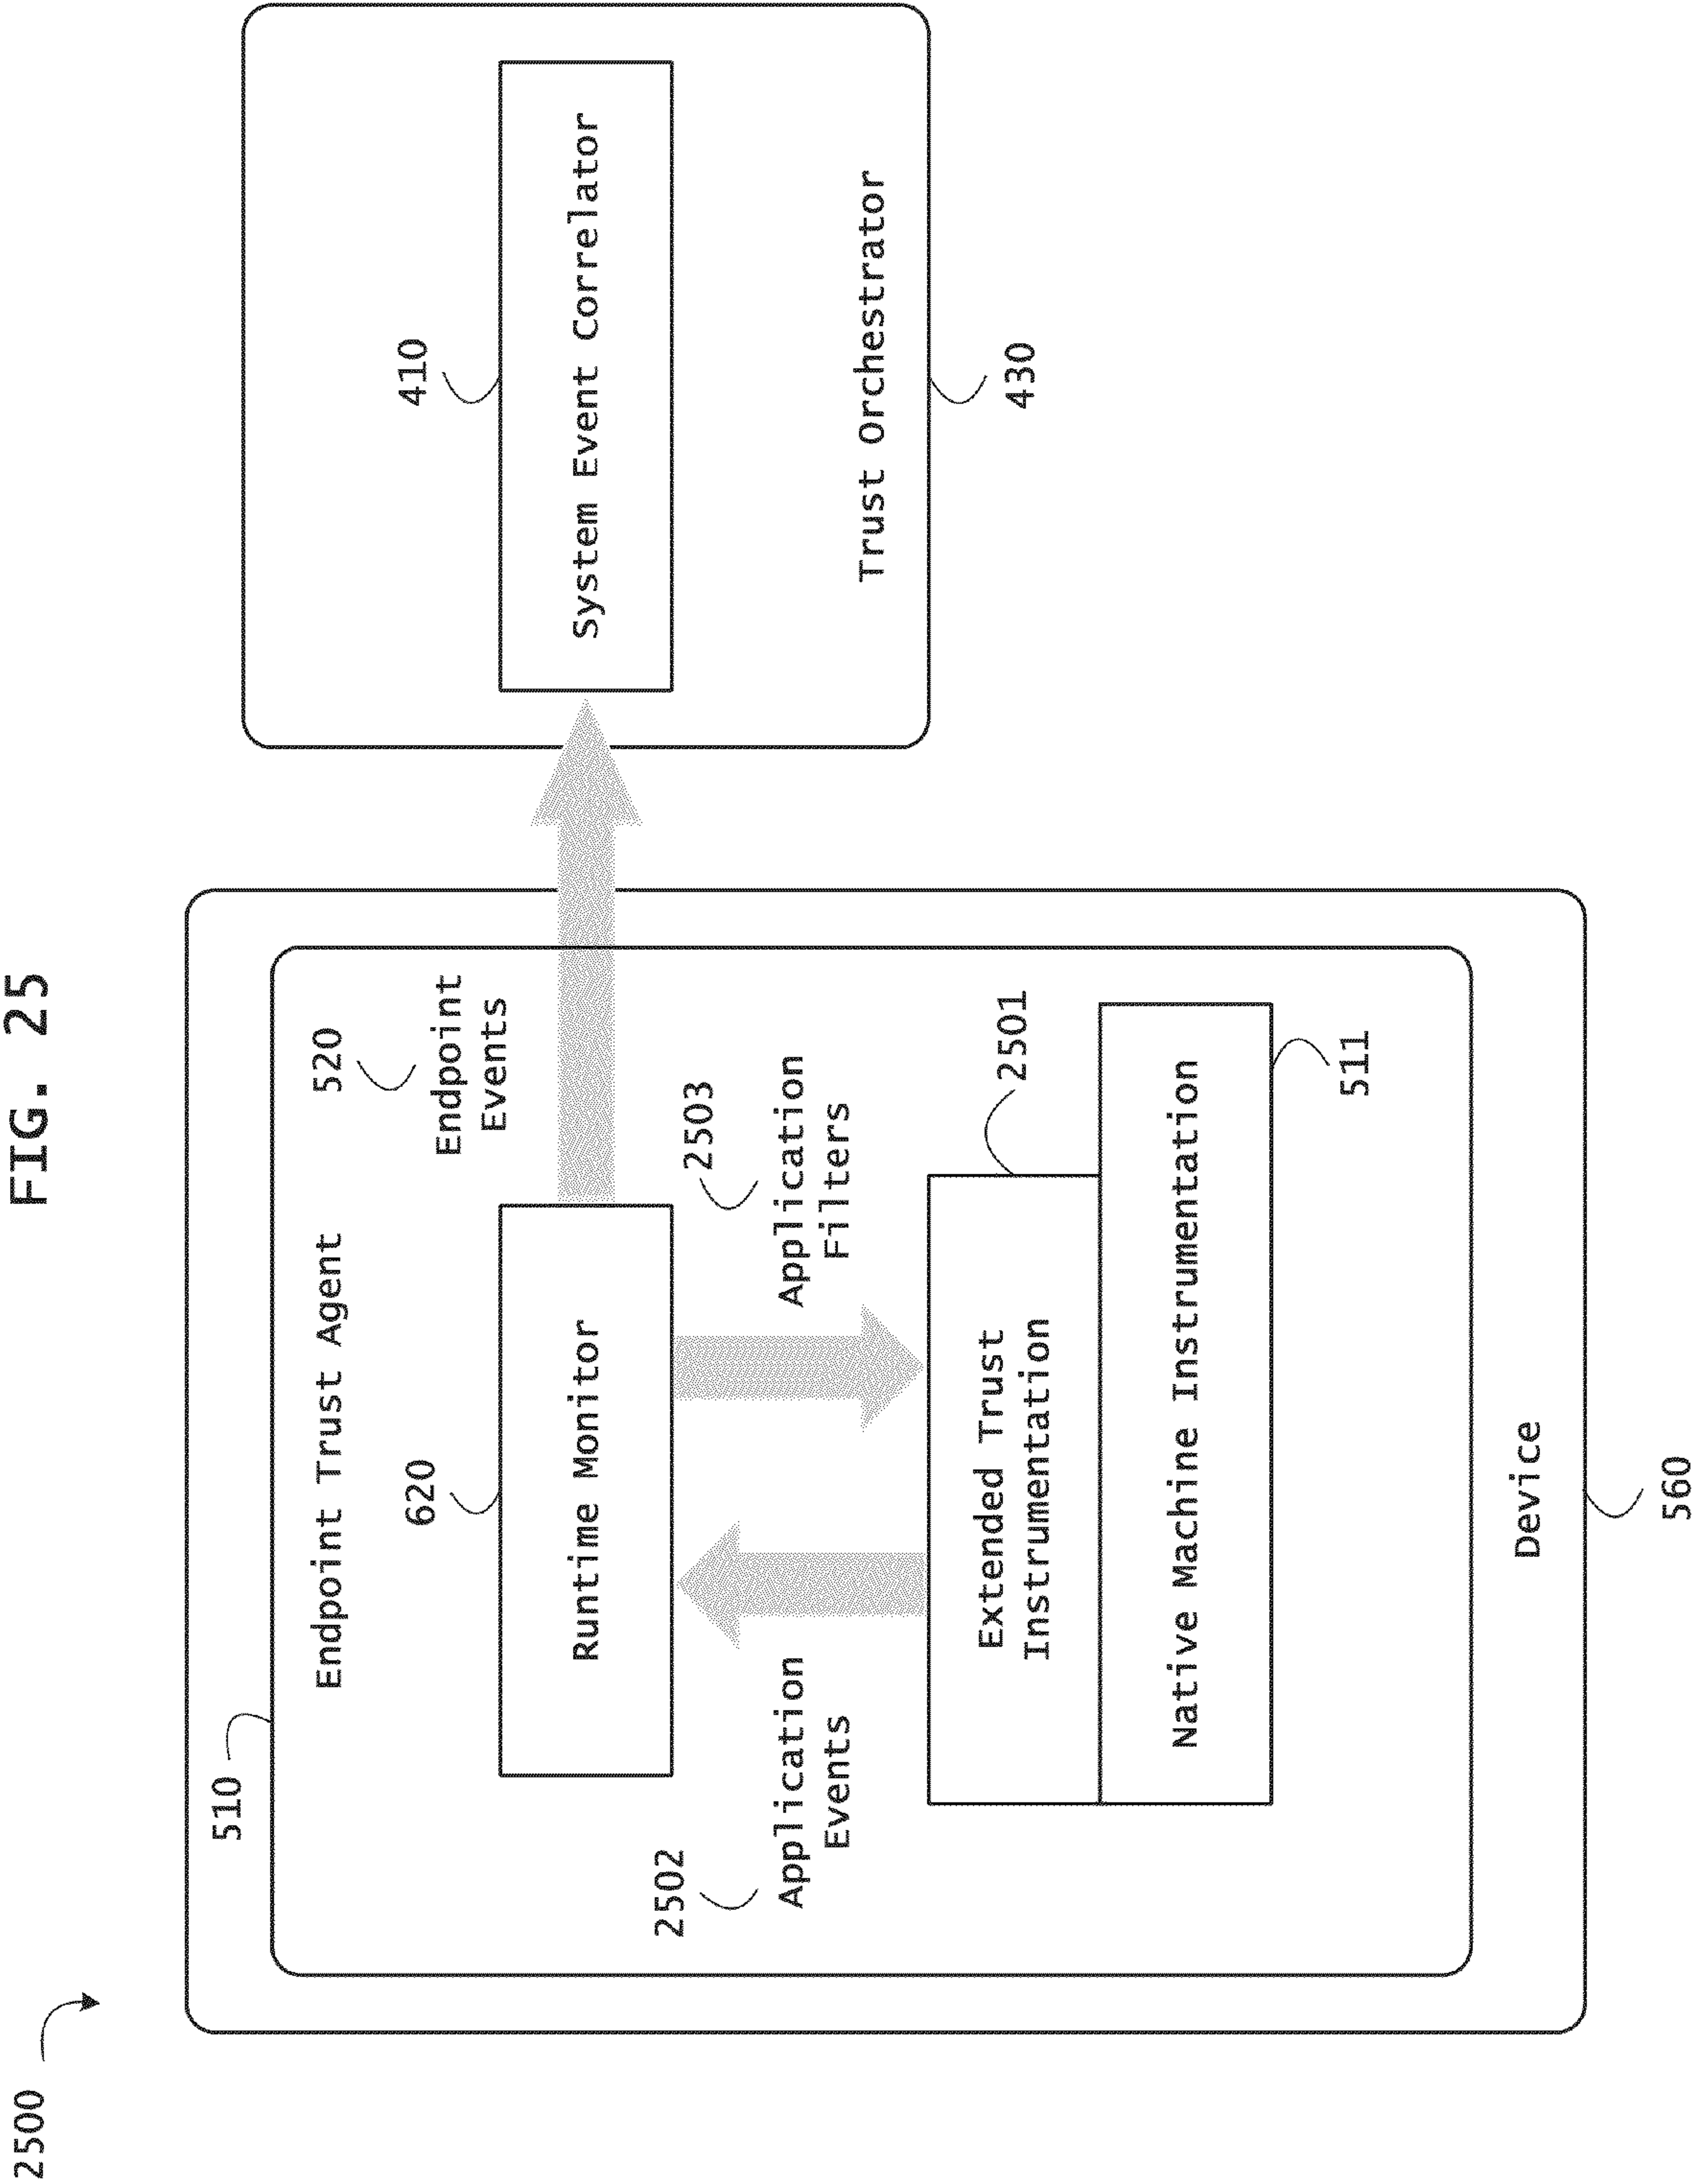 FIG. 25
2500
510
Endpoint Trust Agent
520
Endpoint
Events
620
Runtime Monitor
410
System Event Correlator
2502
Application
Events
2503
Application
Filters
Trust Orchestrator
430
Extended Trust
Instrumentation
2501
Native Machine Instrumentation
511
Device
560